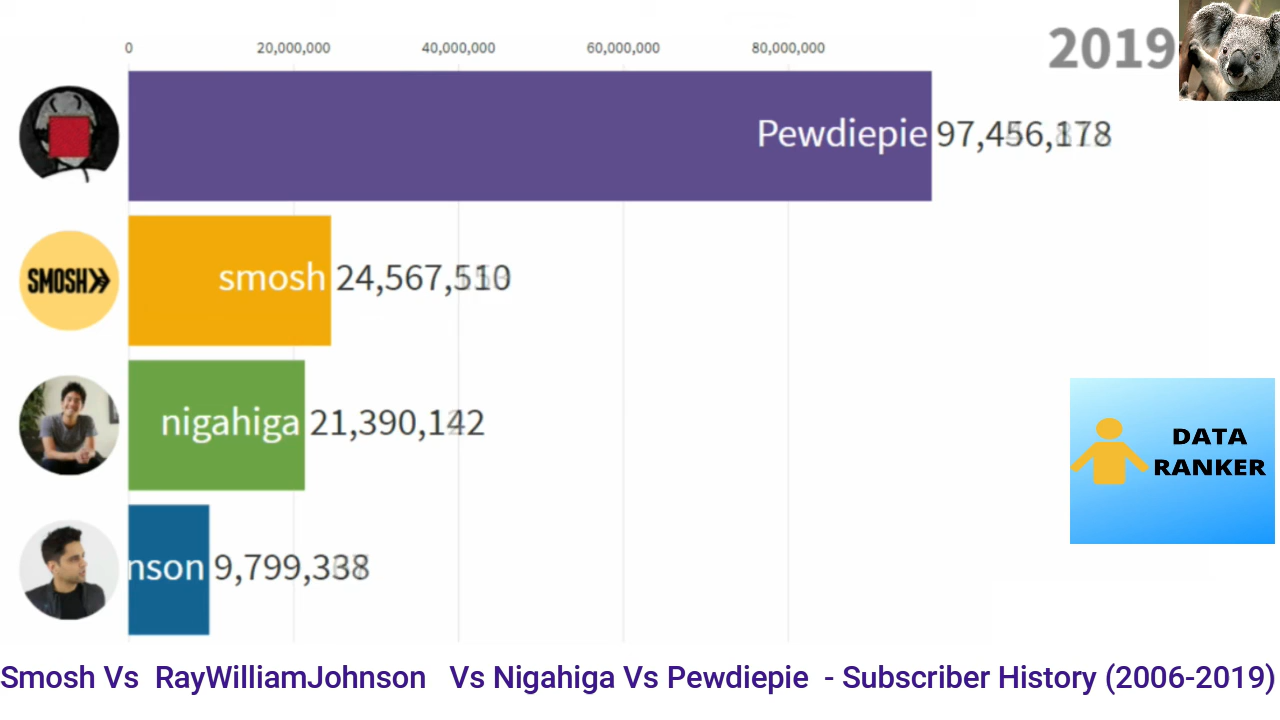 0 20,000,000 40,000,000 60,000,000 80,000,000
2019
Pewdiepie 97,456,178
SMOSH
smosh 24,567,510
nigahiga 21,390,142
nson 9,799,338
DATA
RANKER
Smosh Vs RayWilliamJohnson Vs Nigahiga Vs Pewdiepie - Subscriber History (2006-2019)